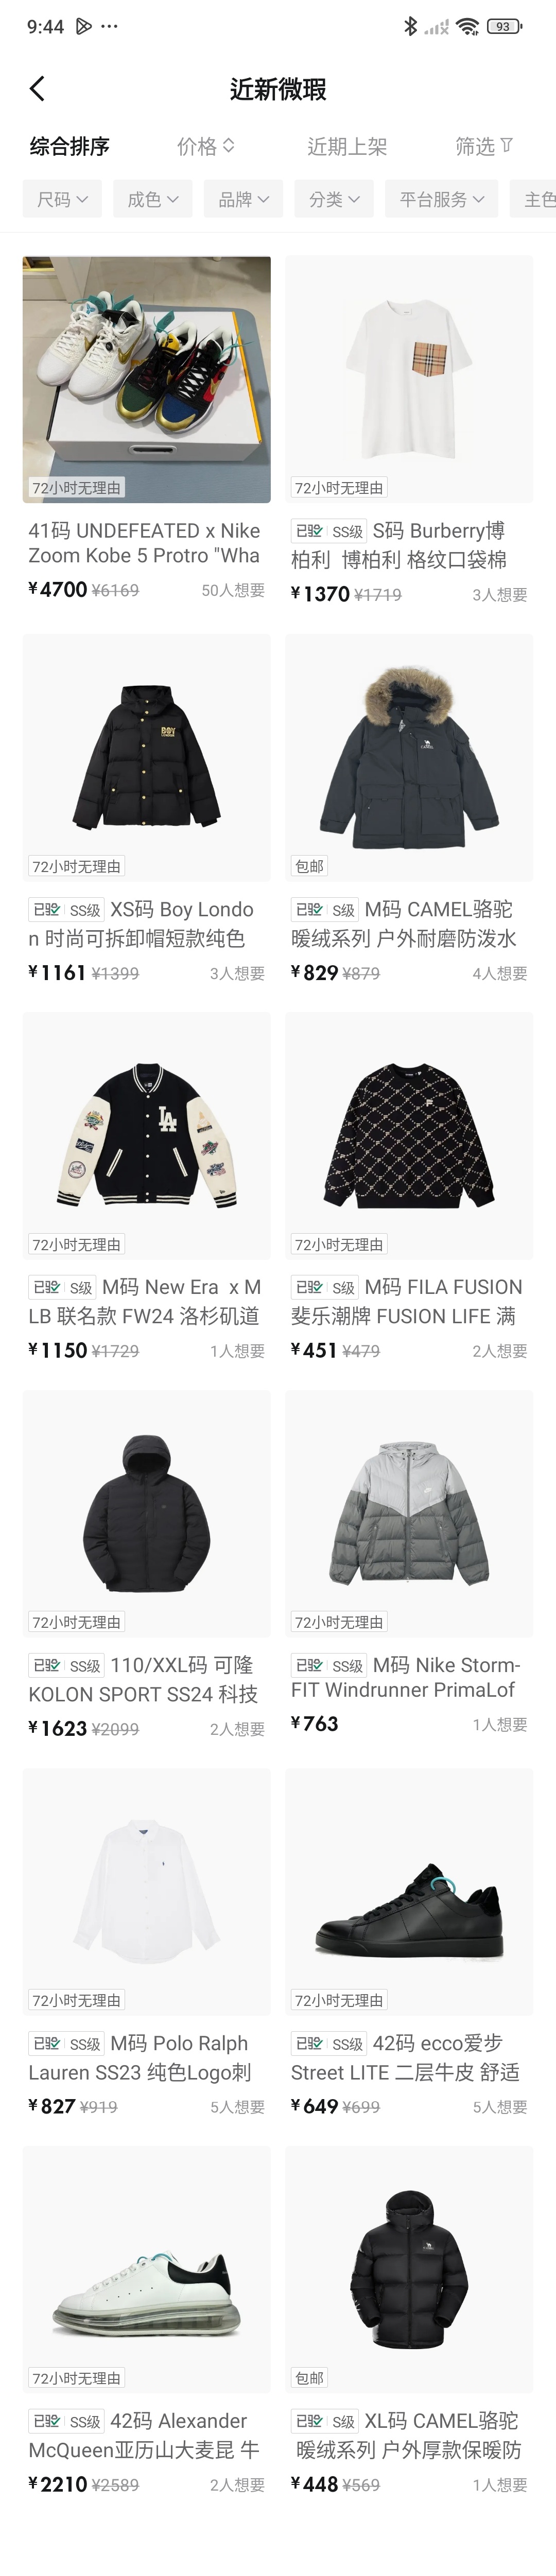 9:44
93
近新微瑕
综合排序 价格 近期上架 筛选
尺码 成色 品牌 分类 平台服务 主色
72小时无理由
41码 UNDEFEATED x Nike
Zoom Kobe 5 Protro "Wha
¥4700 ¥6169 50人想要
72小时无理由
已验 SS级 S码 Burberry博
柏利 博柏利 格纹口袋棉
¥1370 ¥1719 3人想要
BOY
LONDON
72小时无理由
已验 SS级 XS码 Boy Londo
n 时尚可拆卸帽短款纯色
¥1161 ¥1399 3人想要
CAMEL
包邮
已验 S级 M码 CAMEL骆驼
暖绒系列 户外耐磨防泼水
¥829 ¥879 4人想要
LA
72小时无理由
已验 S级 M码 New Era x M
LB 联名款 FW24 洛杉矶道
¥1150 ¥1729 1人想要
72小时无理由
已验 S级 M码 FILA FUSION
斐乐潮牌 FUSION LIFE 满
¥451 ¥479 2人想要
72小时无理由
已验 SS级 110/XXL码 可隆
KOLON SPORT SS24 科技
¥1623 ¥2099 2人想要
72小时无理由
已验 SS级 M码 Nike Storm-
FIT Windrunner PrimaLof
¥763 1人想要
72小时无理由
已验 SS级 M码 Polo Ralph
Lauren SS23 纯色Logo刺
¥827 ¥919 5人想要
72小时无理由
已验 SS级 42码 ecco爱步
Street LITE 二层牛皮 舒适
¥649 ¥699 5人想要
72小时无理由
已验 SS级 42码 Alexander
McQueen亚历山大麦昆 牛
¥2210 ¥2589 2人想要
包邮
已验 S级 XL码 CAMEL骆驼
暖绒系列 户外厚款保暖防
¥448 ¥569 1人想要